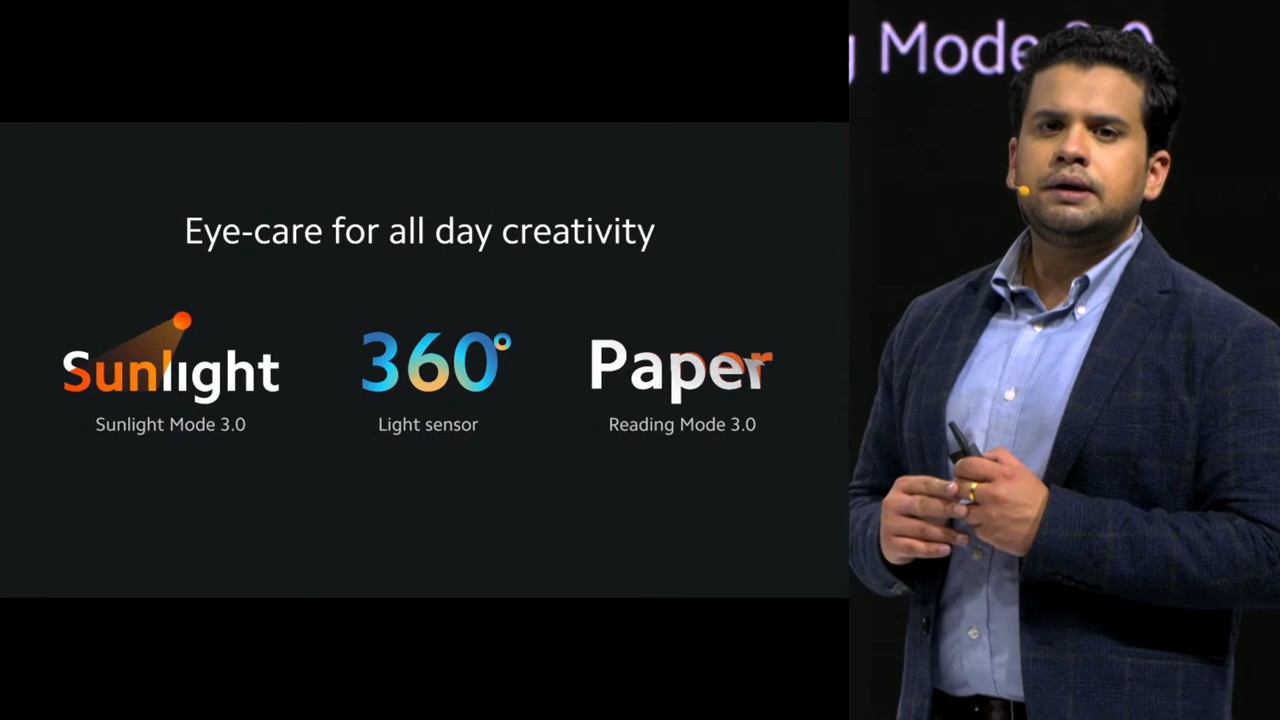 Eye-care for all day creativity
Sunlight
Sunlight Mode 3.0
360°
Light sensor
Paper
Reading Mode 3.0
Mode